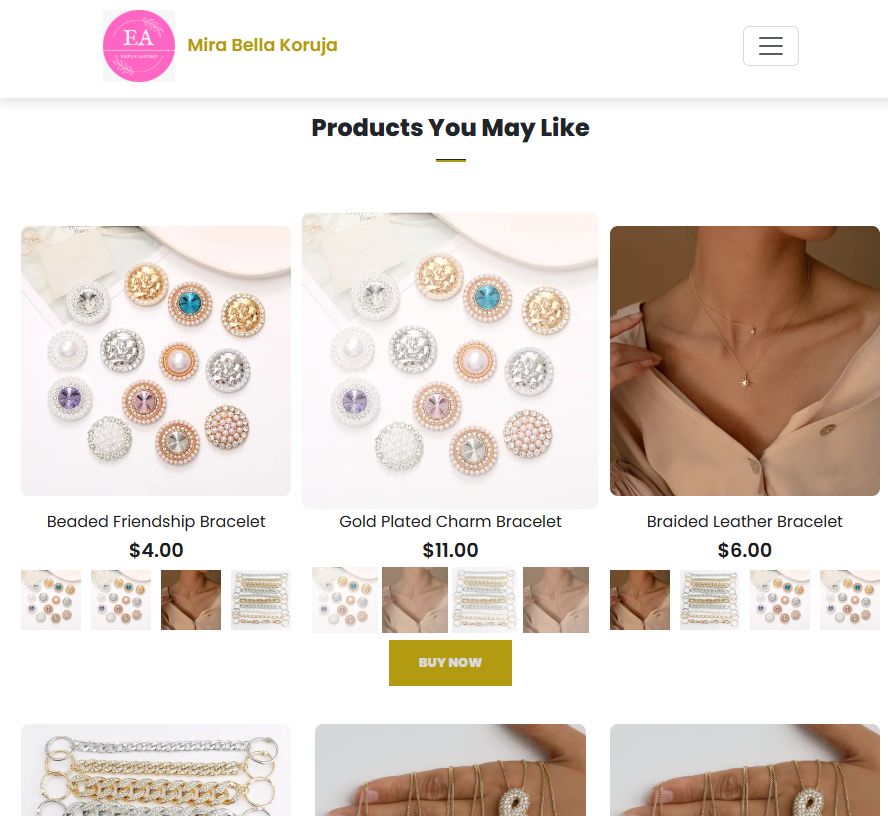 EA
Mira Bella Koruja
Products You May Like
Years
Beaded Friendship Bracelet
Gold Plated Charm Bracelet
Braided Leather Bracelet
$4.00
$11.00
$6.00
BUY NOW